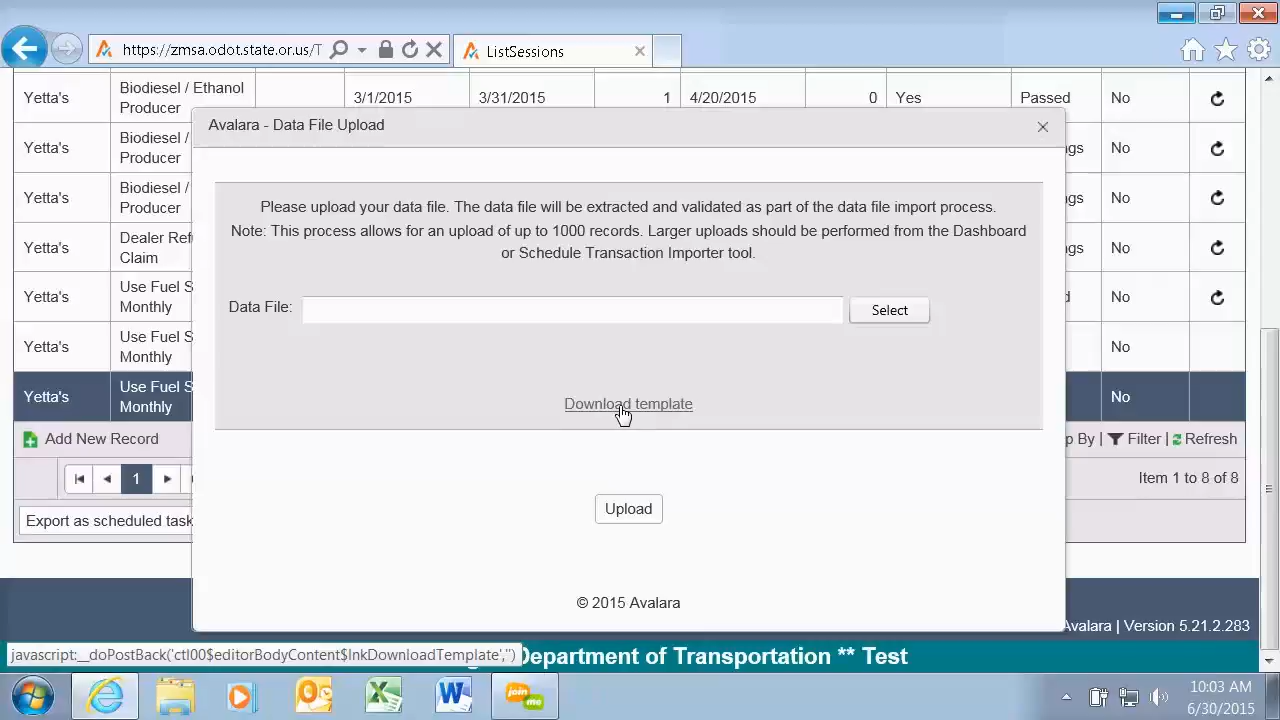 https://zmsa.odot.state.or.us/T
ListSessions
Yetta's Biodiesel / Ethanol Producer 3/1/2015 3/31/2015 1 4/20/2015 0 Yes Passed No
Avalara - Data File Upload
Yetta's Biodiesel / Producer ngs No
Yetta's Biodiesel / Producer ngs No
Yetta's Dealer Ref Claim ngs No
Yetta's Use Fuel S Monthly d No
Yetta's Use Fuel S Monthly No
Yetta's Use Fuel S Monthly No
Please upload your data file. The data file will be extracted and validated as part of the data file import process.
Note: This process allows for an upload of up to 1000 records. Larger uploads should be performed from the Dashboard
or Schedule Transaction Importer tool.
Data File: Select
Download template
Upload
© 2015 Avalara
Add New Record p By | Filter | Refresh
1 Item 1 to 8 of 8
Export as scheduled task
Avalara | Version 5.21.2.283
javascript:__doPostBack('ctl00$editorBodyContent$lnkDownloadTemplate','')
Department of Transportation ** Test
join me
10:03 AM
6/30/2015